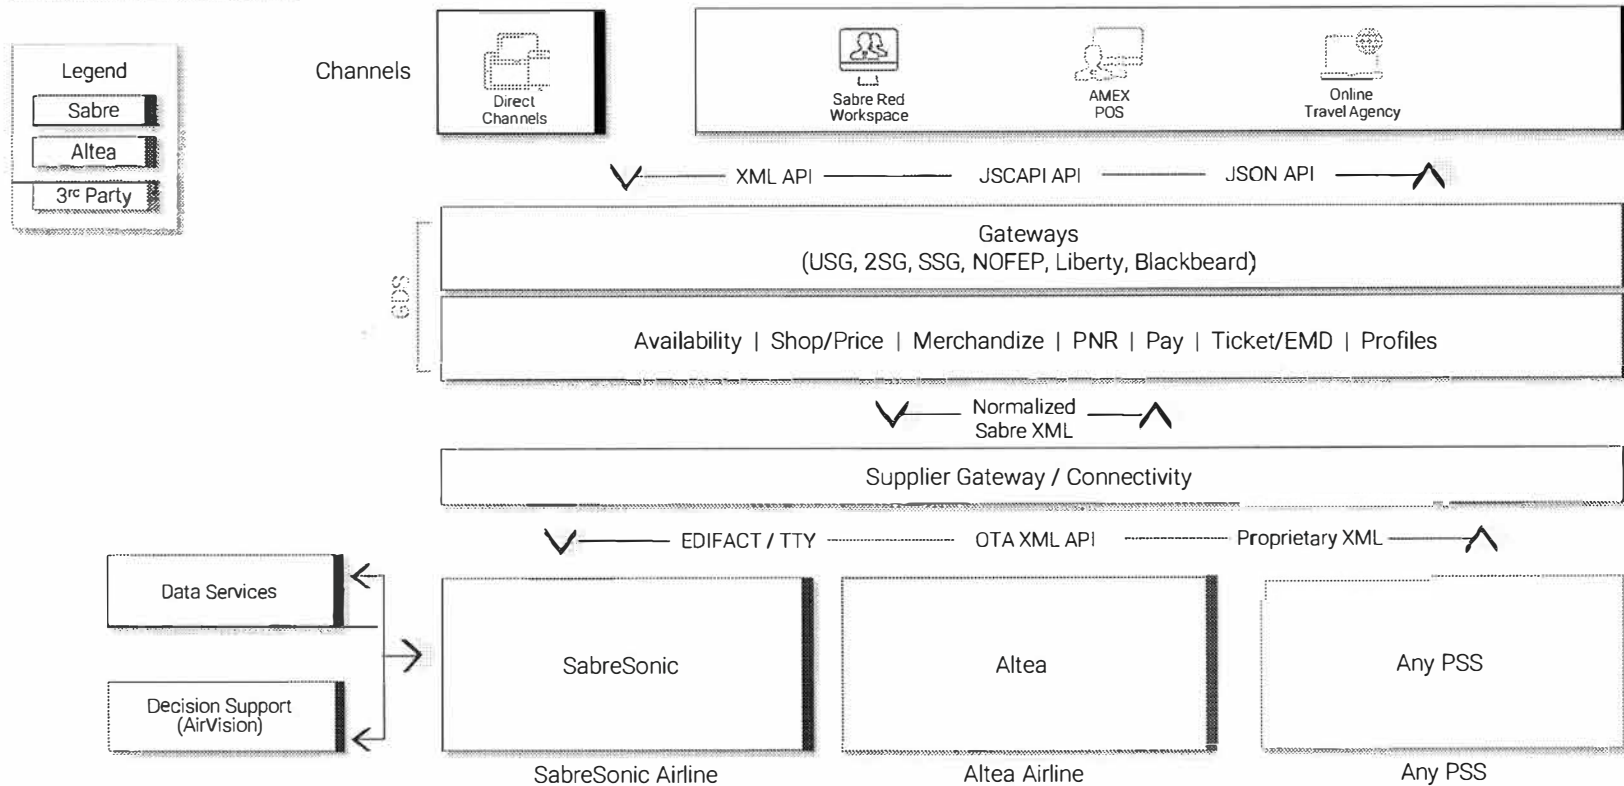 Legend
Sabre
Altea
3rc Party
Channels
Direct
Channels
Sabre Red
Workspace
AMEX
POS
Online
Travel Agency
XML API
JSCAPI API
JSON API
GDS
Gateways
(USG, 2SG, SSG, NOFEP, Liberty, Blackbeard)
Availability | Shop/Price | Merchandize | PNR | Pay | Ticket/EMD | Profiles
Normalized
Sabre XML
Supplier Gateway / Connectivity
EDIFACT / TTY
OTA XML API
Proprietary XML
Data Services
Decision Support
(AirVision)
SabreSonic
Altea
Any PSS
SabreSonic Airline
Altea Airline
Any PSS